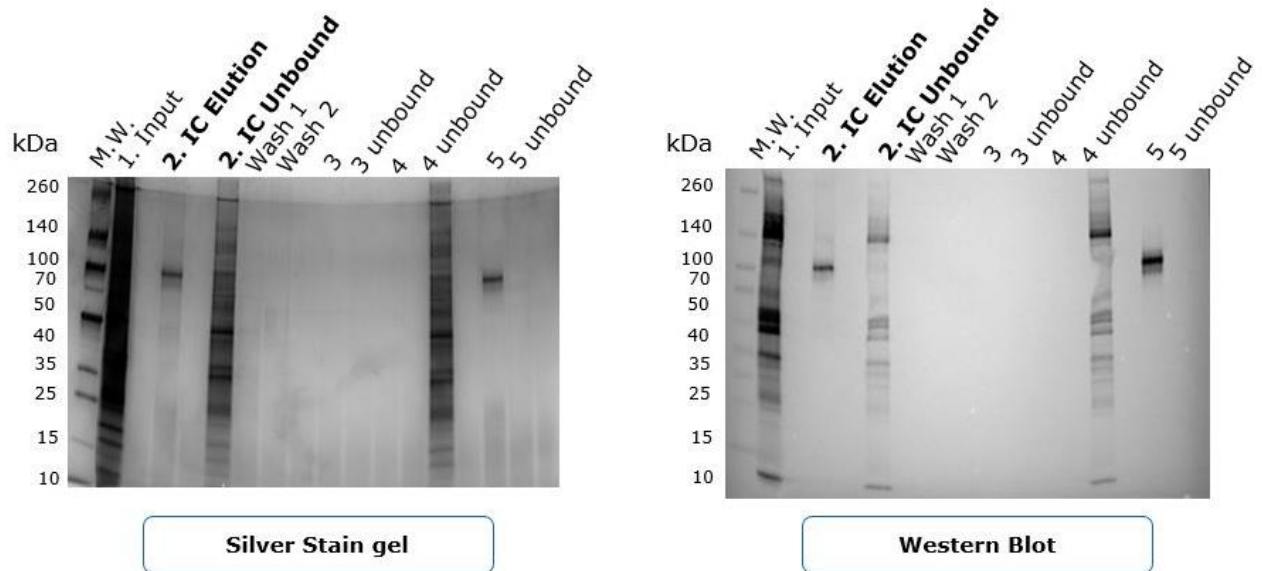 kDa
M.W.
1. Input
2. IC Elution
2. IC Unbound
Wash 1
Wash 2
3
3 unbound
4
4 unbound
5
5 unbound
260
140
100
70
50
40
35
25
15
10
Silver Stain gel
kDa
M.W.
1. Input
2. IC Elution
2. IC Unbound
Wash 1
Wash 2
3
3 unbound
4
4 unbound
5
5 unbound
260
140
100
70
50
40
35
25
15
10
Western Blot